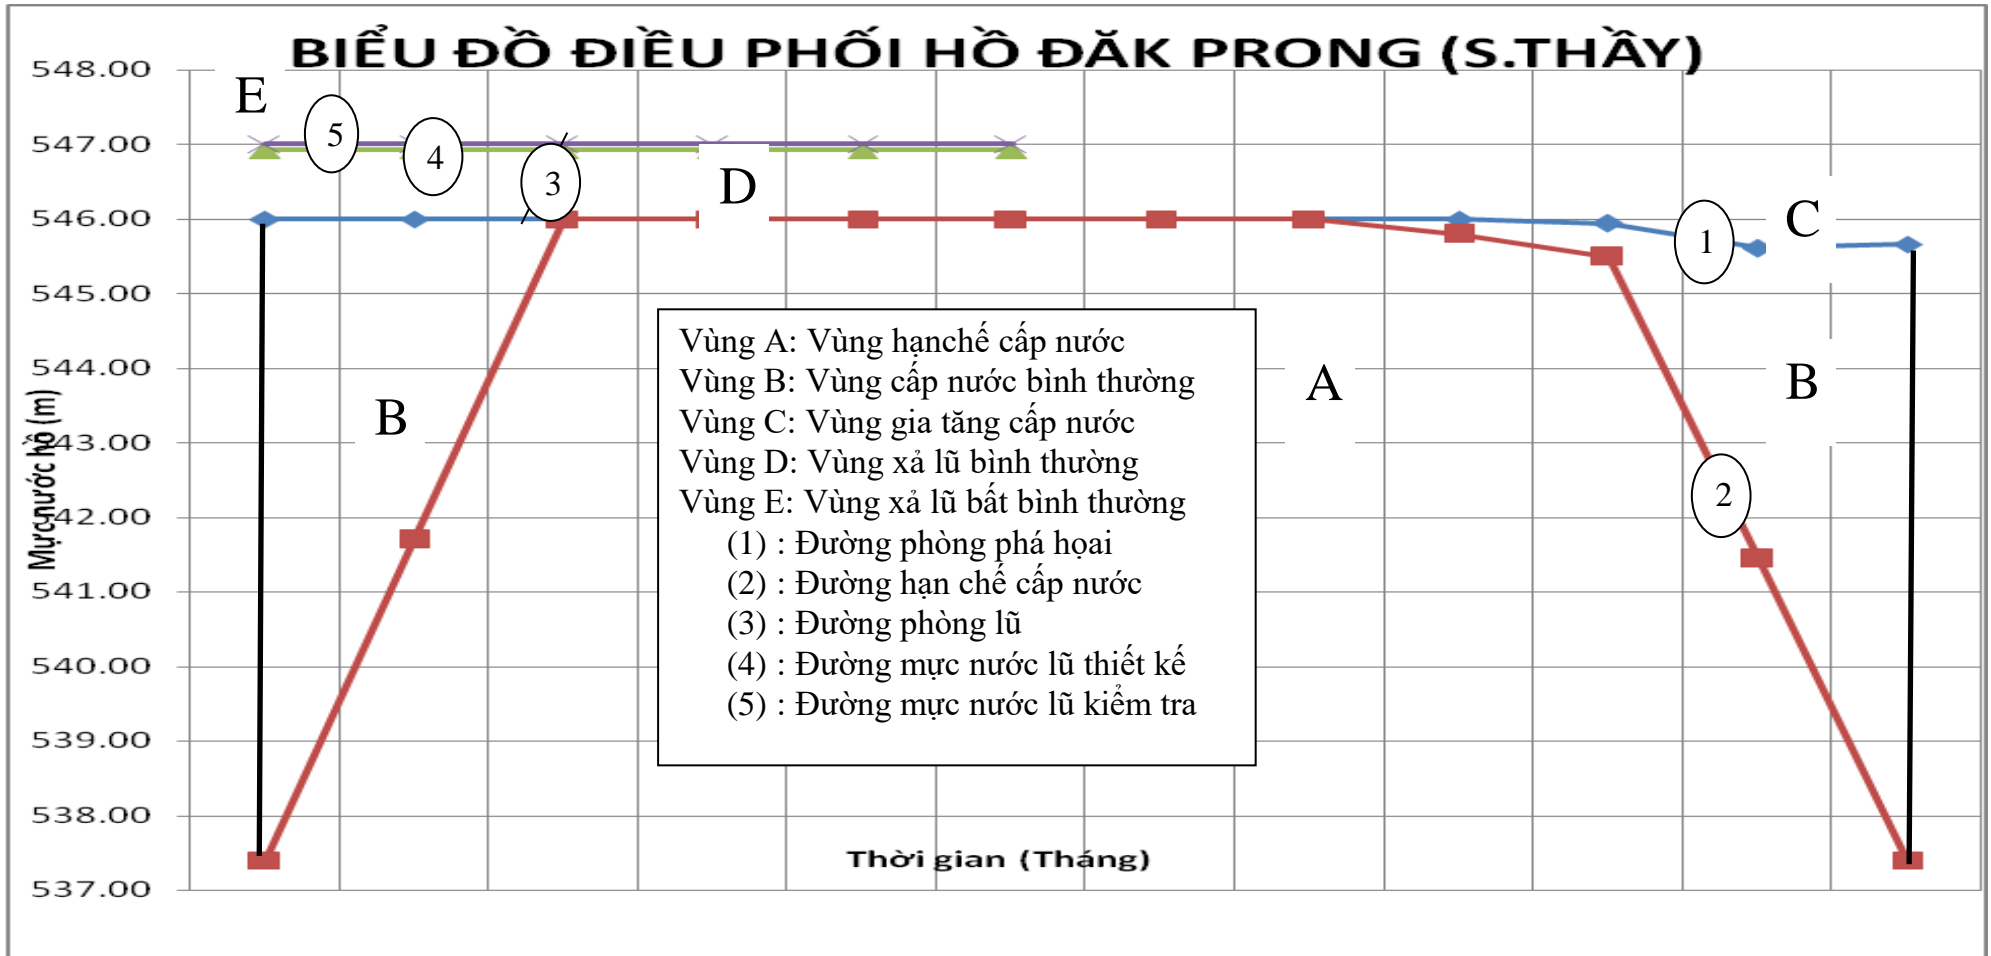 BIỂU ĐỒ ĐIỀU PHỐI HỒ ĐĂK PRONG (S.THẦY)
548.00
547.00
546.00
545.00
544.00
543.00
542.00
541.00
540.00
539.00
538.00
537.00
Mực nước hồ (m)
E
5
4
3
D
1
C
B
A
B
2
Vùng A: Vùng hạnchế cấp nước
Vùng B: Vùng cấp nước bình thường
Vùng C: Vùng gia tăng cấp nước
Vùng D: Vùng xả lũ bình thường
Vùng E: Vùng xả lũ bất bình thường
(1) : Đường phòng phá họai
(2) : Đường hạn chế cấp nước
(3) : Đường phòng lũ
(4) : Đường mực nước lũ thiết kế
(5) : Đường mực nước lũ kiểm tra
Thời gian (Tháng)